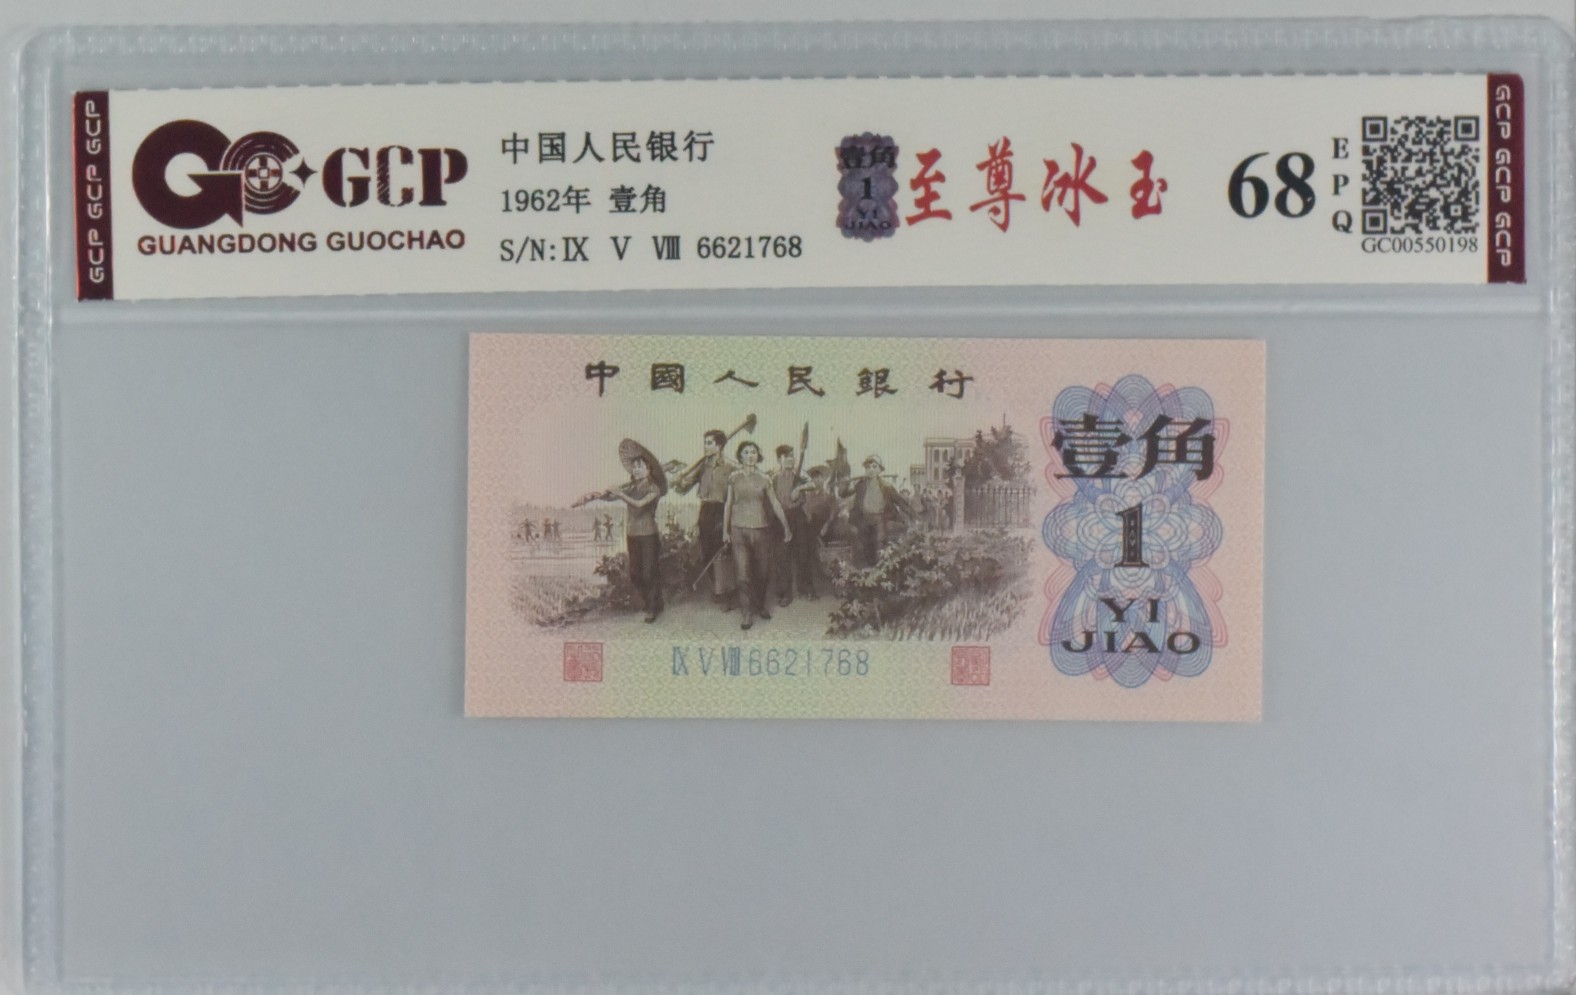 GCP GCP GCP
GCP
GUANGDONG GUOCHAO
中国人民银行
1962年 壹角
S/N:Ⅸ Ⅴ Ⅷ 6621768
壹角
1
YI
JIAO
至尊冰玉
68
EPQ
GC00550198
GCP GCP GCP
中國人民銀行
壹角
1
YI
JIAO
Ⅸ Ⅴ Ⅷ 6621768